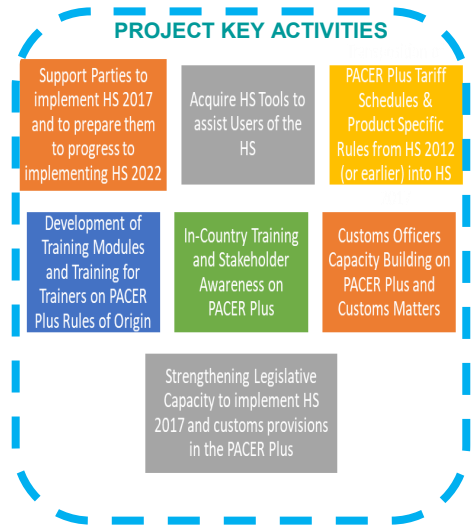 PROJECT KEY ACTIVITIES
Support Parties to
implement HS 2017
and to prepare them
to progress to
implementing HS 2022
Acquire HS Tools to
assist Users of the
HS
PACER Plus Tariff
Schedules &
Product Specific
Rules from HS 2012
(or earlier) into HS
Development of
Training Modules
and Training for
Trainers on PACER
Plus Rules of Origin
In-Country Training
and Stakeholder
Awareness on
PACER Plus
Customs Officers
Capacity Building on
PACER Plus and
Customs Matters
Strengthening Legislative
Capacity to implement HS
2017 and customs provisions
in the PACER Plus